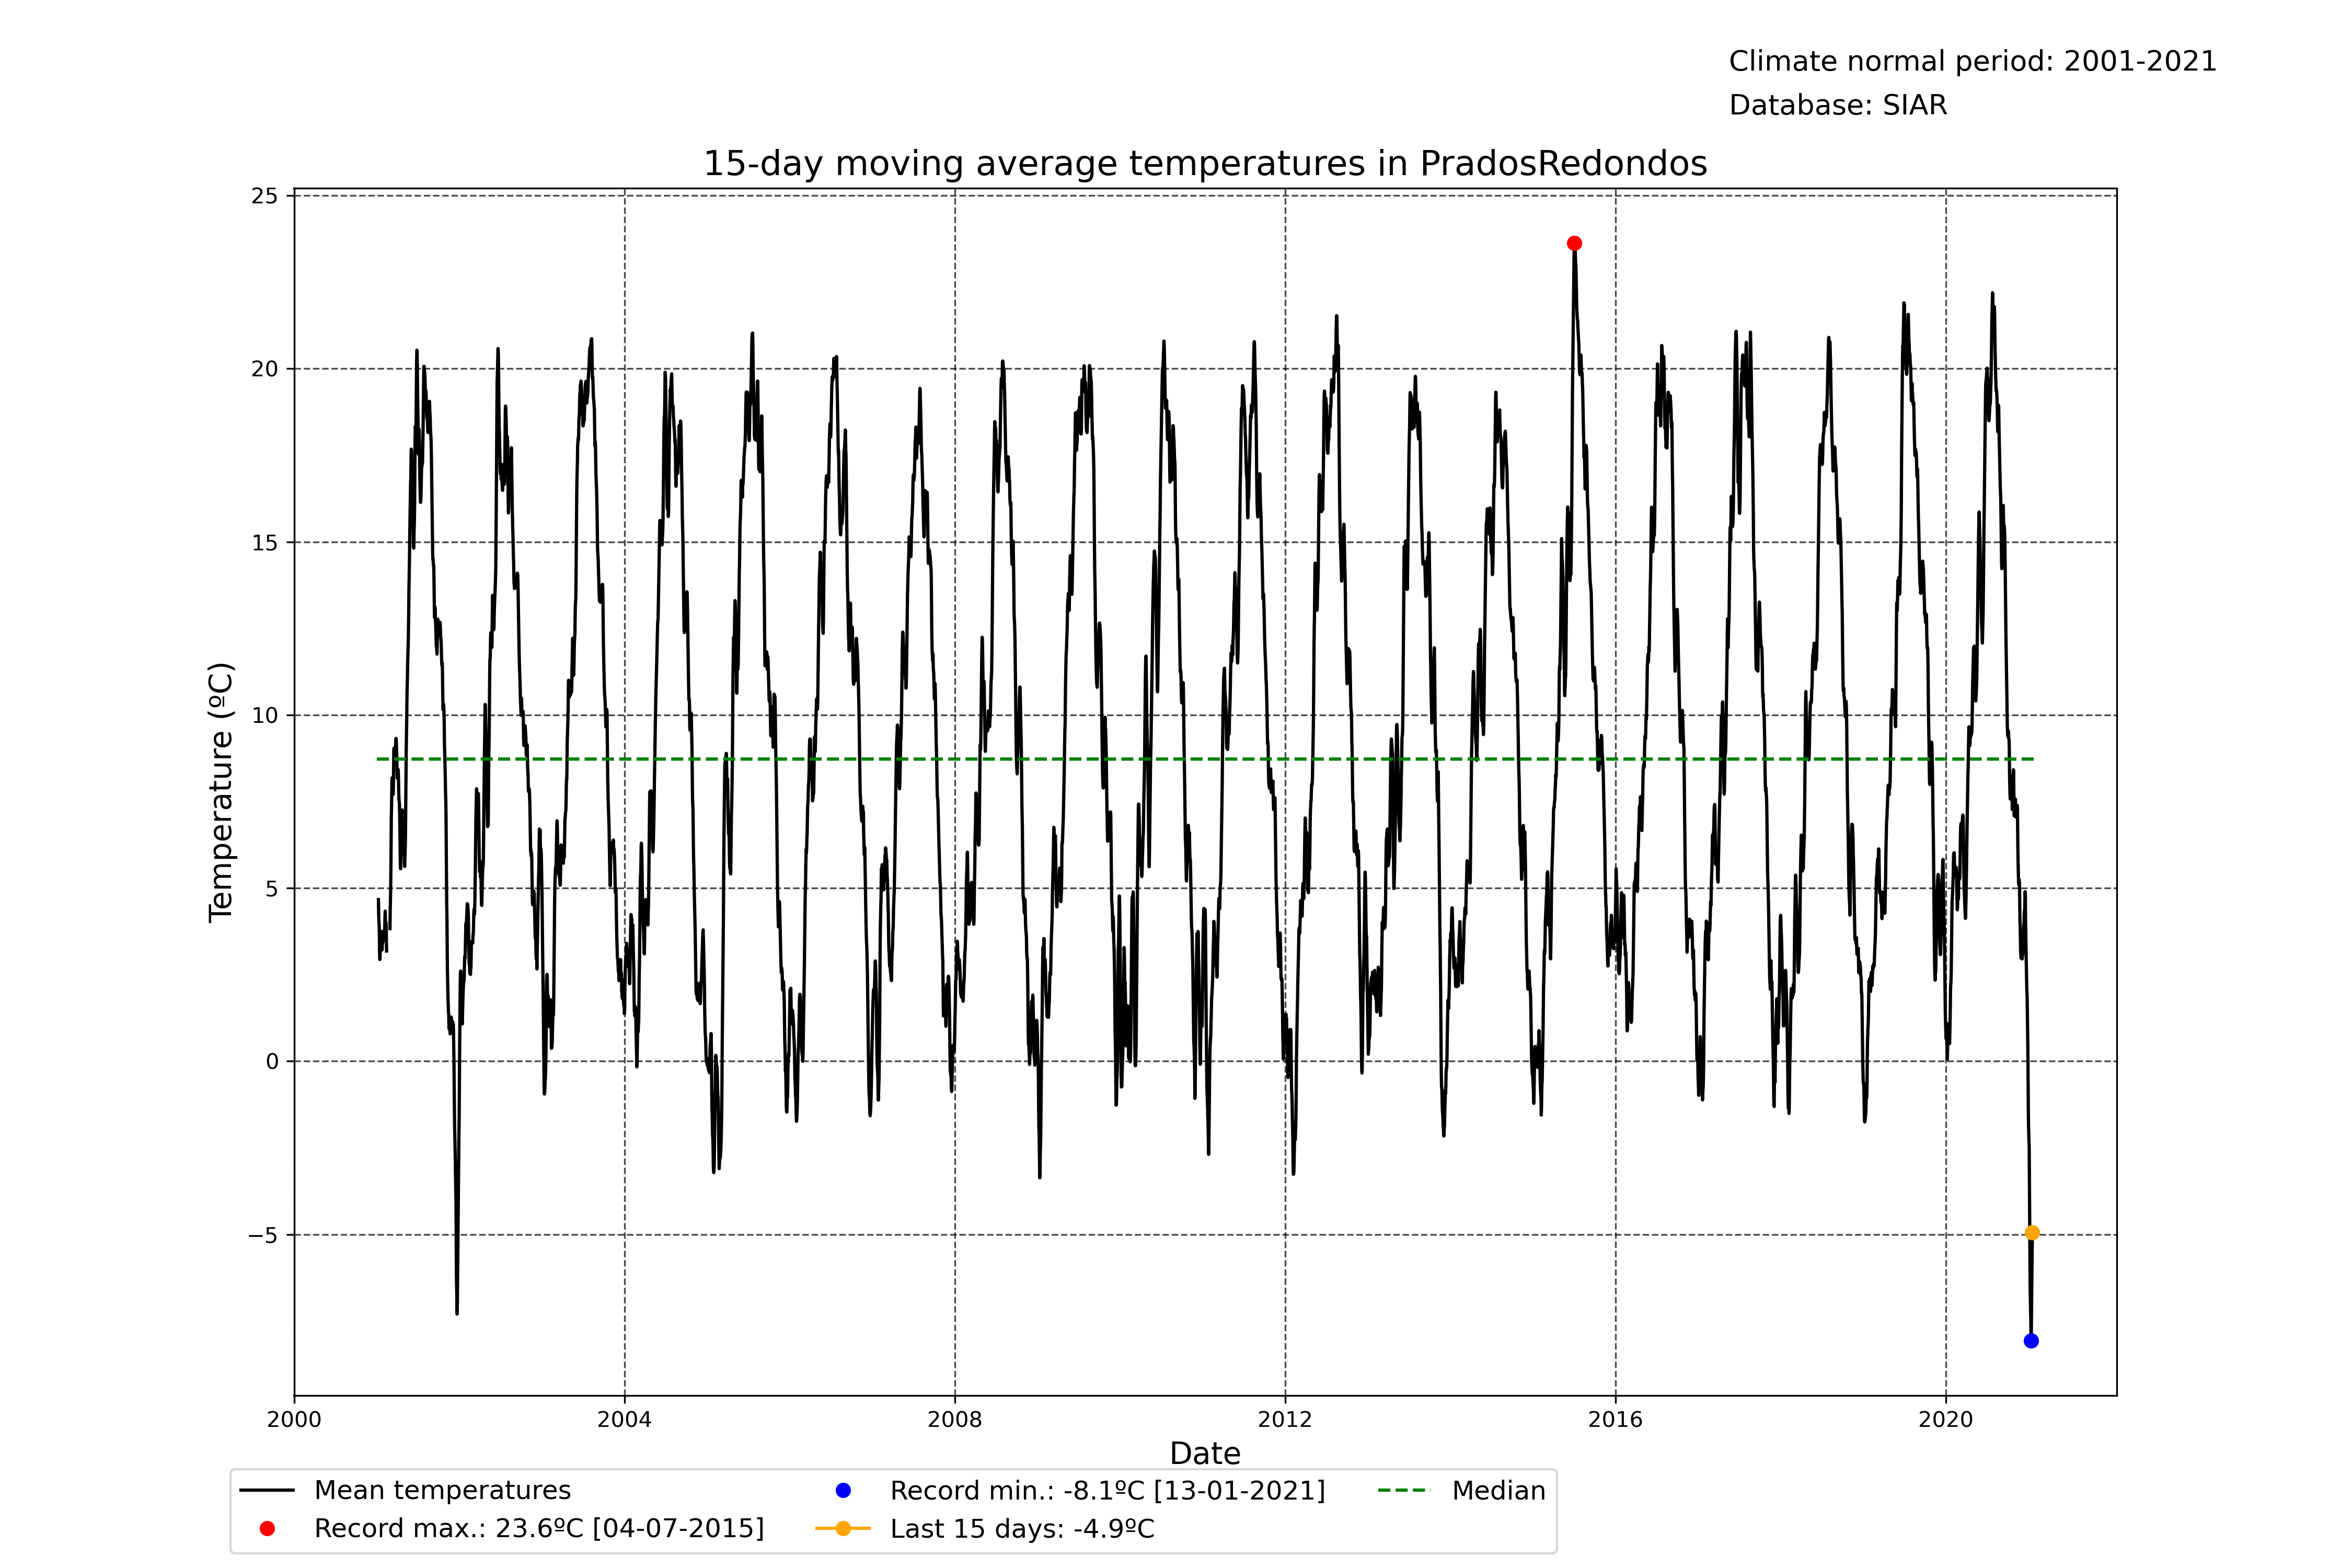 Climate normal period: 2001-2021
Database: SIAR
15-day moving average temperatures in PradosRedondos
25
20
15
10
5
0
−5
Temperature (ºC)
2000 2004 2008 2012 2016 2020
Date
Mean temperatures
Record max.: 23.6ºC [04-07-2015]
Record min.: -8.1ºC [13-01-2021]
Last 15 days: -4.9ºC
Median